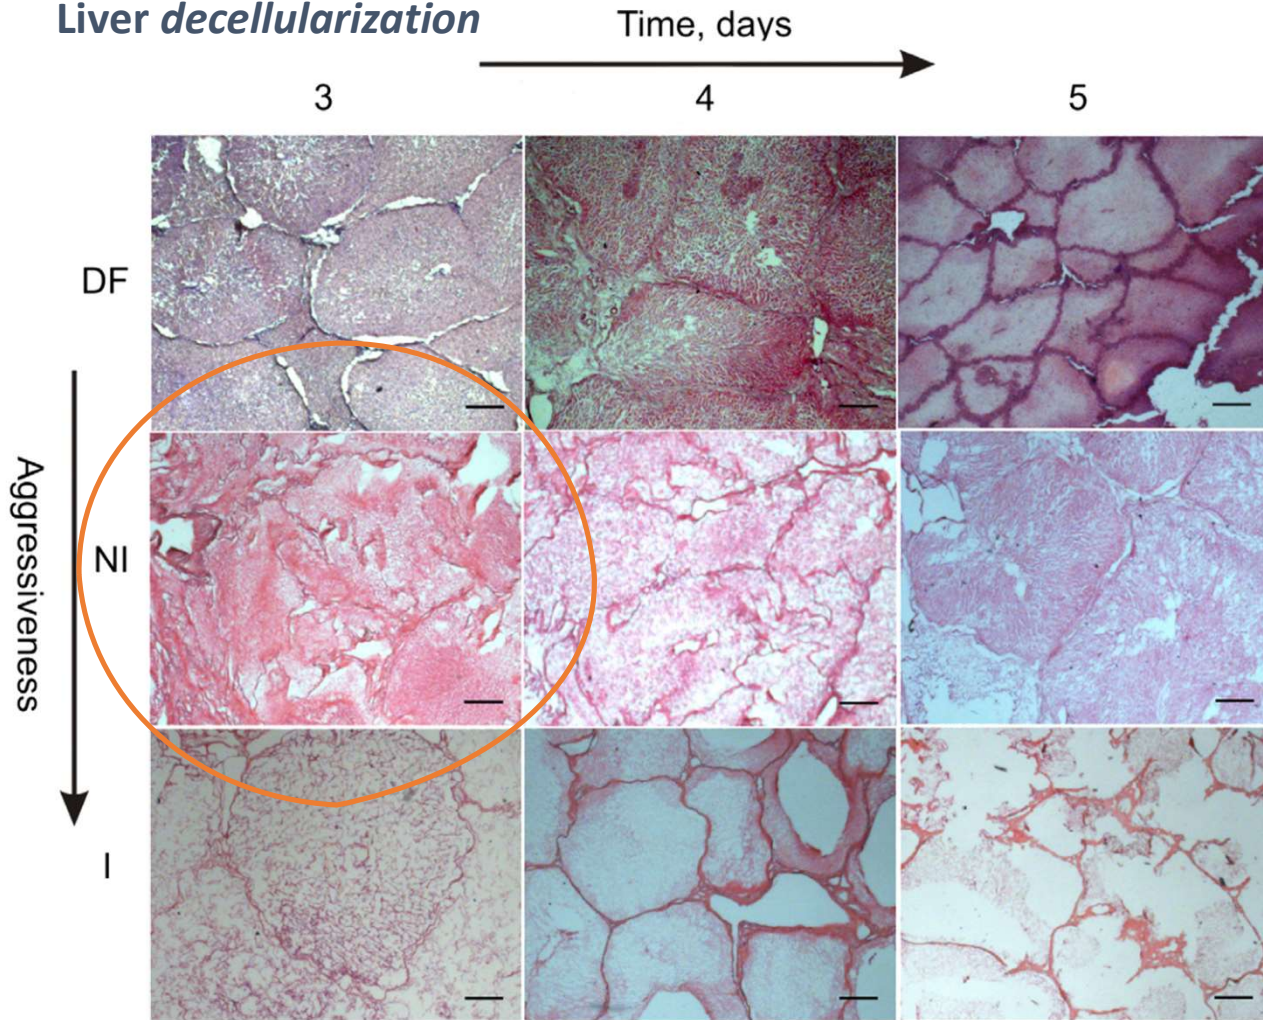 Liver decellularization
Time, days
3 4 5
DF
NI
I
Aggressiveness